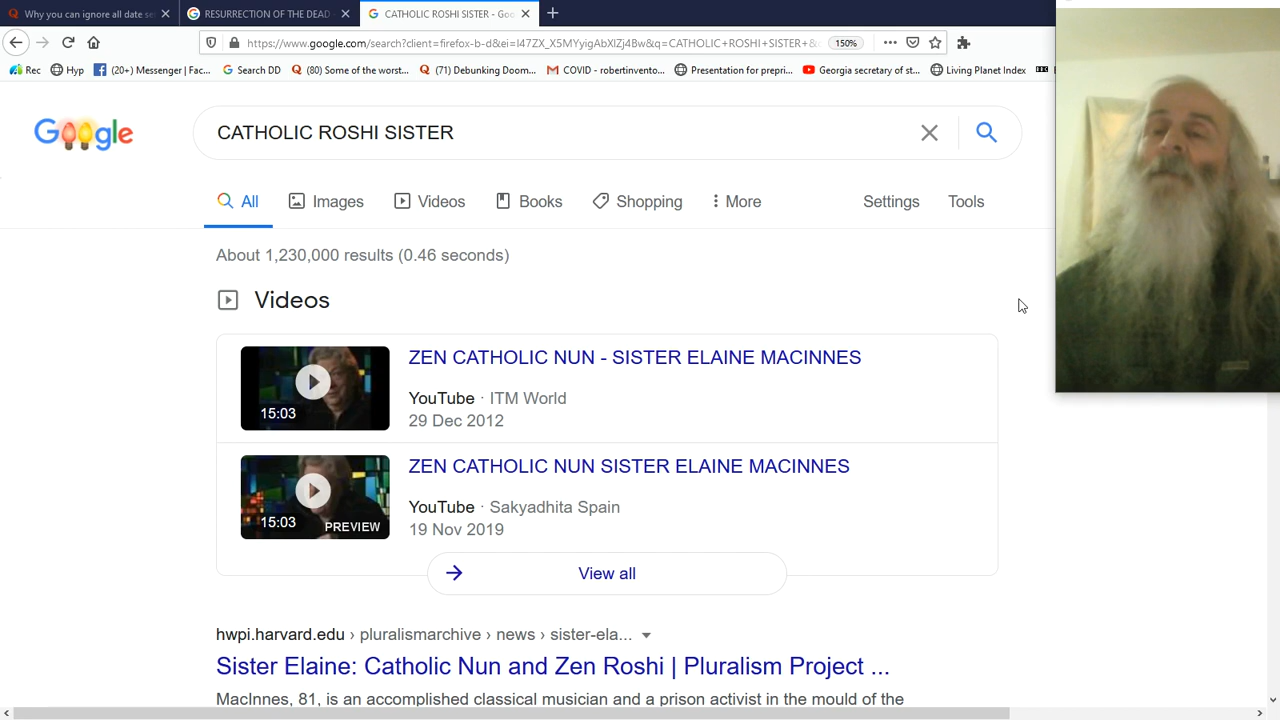 Why you can ignore all date se
RESURRECTION OF THE DEAD -
CATHOLIC ROSHI SISTER - Goo
https://www.google.com/search?client=firefox-b-d&ei=I47ZX_X5MYyigAbXIZj4Bw&q=CATHOLIC+ROSHI+SISTER+&
150%
Rec
Hyp
(20+) Messenger | Fac...
Search DD
(80) Some of the worst...
(71) Debunking Doom...
COVID - robertinvento...
Presentation for prepri...
Georgia secretary of st...
Living Planet Index
Google
CATHOLIC ROSHI SISTER
All
Images
Videos
Books
Shopping
More
Settings
Tools
About 1,230,000 results (0.46 seconds)
Videos
15:03
ZEN CATHOLIC NUN - SISTER ELAINE MACINNES
YouTube · ITM World
29 Dec 2012
15:03
PREVIEW
ZEN CATHOLIC NUN SISTER ELAINE MACINNES
YouTube · Sakyadhita Spain
19 Nov 2019
View all
hwpi.harvard.edu › pluralismarchive › news › sister-ela...
Sister Elaine: Catholic Nun and Zen Roshi | Pluralism Project ...
MacInnes, 81, is an accomplished classical musician and a prison activist in the mould of the